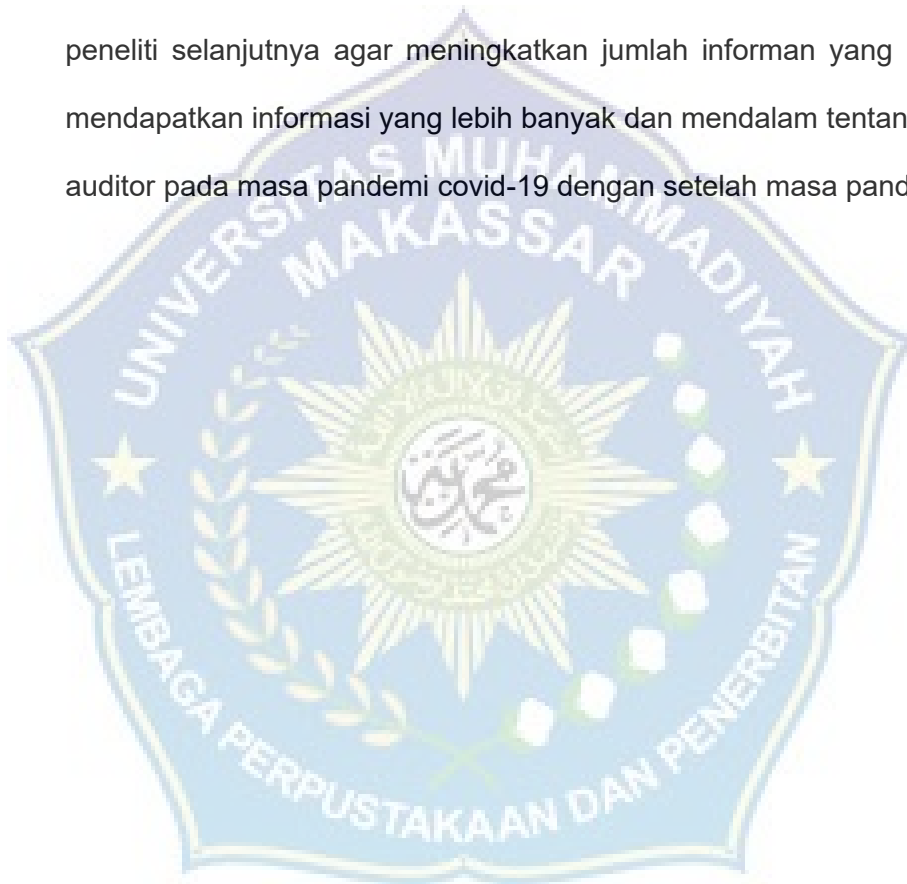 peneliti selanjutnya agar meningkatkan jumlah informan yang
mendapatkan informasi yang lebih banyak dan mendalam tentan
auditor pada masa pandemi covid-19 dengan setelah masa pand
UNIVERSITAS MUHAMMADIYAH
MAKASSAR
LEMBAGA PERPUSTAKAAN DAN PENERBITAN